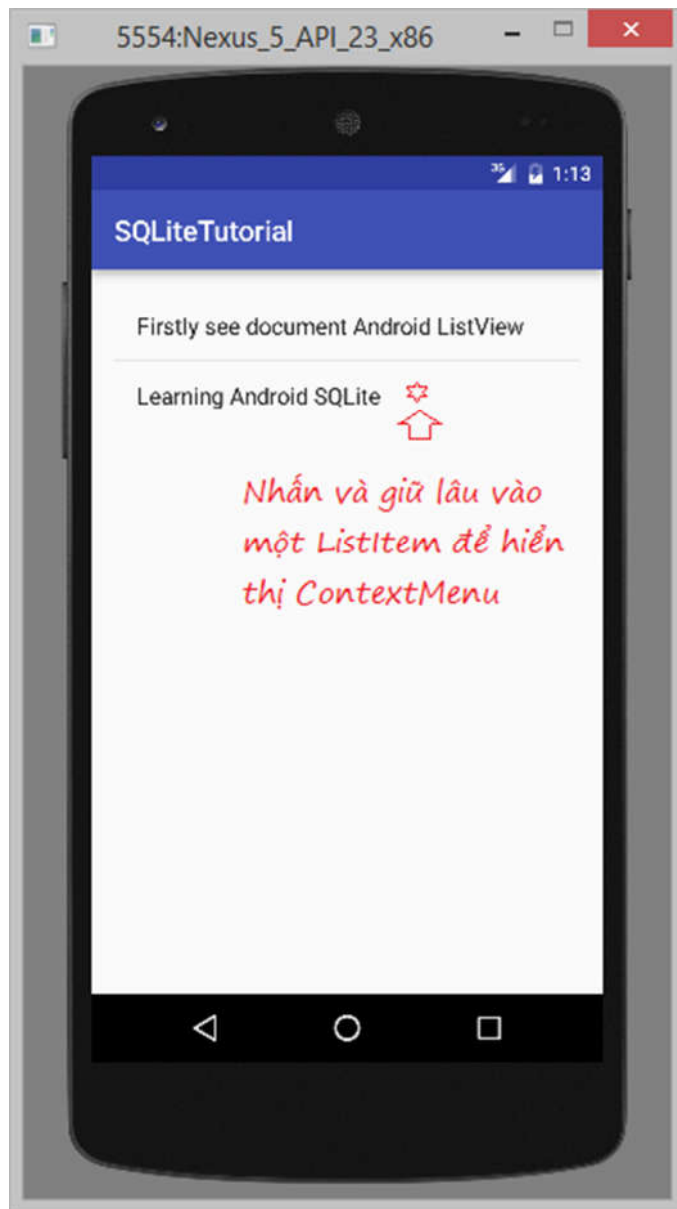 5554:Nexus_5_API_23_x86
3G 1:13
SQLiteTutorial
Firstly see document Android ListView
Learning Android SQLite
Nhấn và giữ lâu vào
một ListItem để hiển
thị ContextMenu